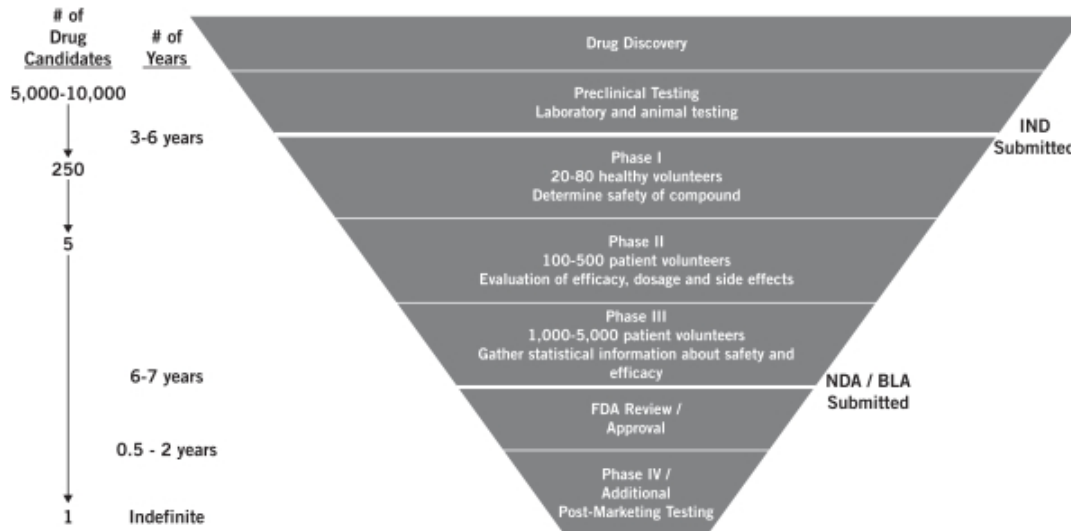 # of
Drug
Candidates
# of
Years
5,000-10,000
3-6 years
250
5
6-7 years
0.5 - 2 years
1
Indefinite
Drug Discovery
Preclinical Testing
Laboratory and animal testing
IND
Submitted
Phase I
20-80 healthy volunteers
Determine safety of compound
Phase II
100-500 patient volunteers
Evaluation of efficacy, dosage and side effects
Phase III
1,000-5,000 patient volunteers
Gather statistical information about safety and
efficacy
NDA / BLA
Submitted
FDA Review /
Approval
Phase IV /
Additional
Post-Marketing Testing